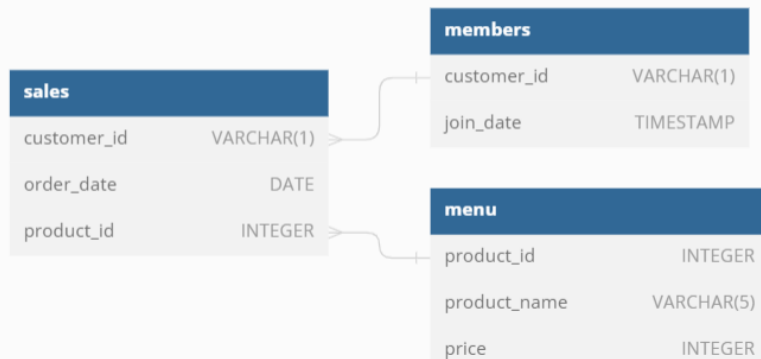 sales
customer_id VARCHAR(1)
order_date DATE
product_id INTEGER
members
customer_id VARCHAR(1)
join_date TIMESTAMP
menu
product_id INTEGER
product_name VARCHAR(5)
price INTEGER